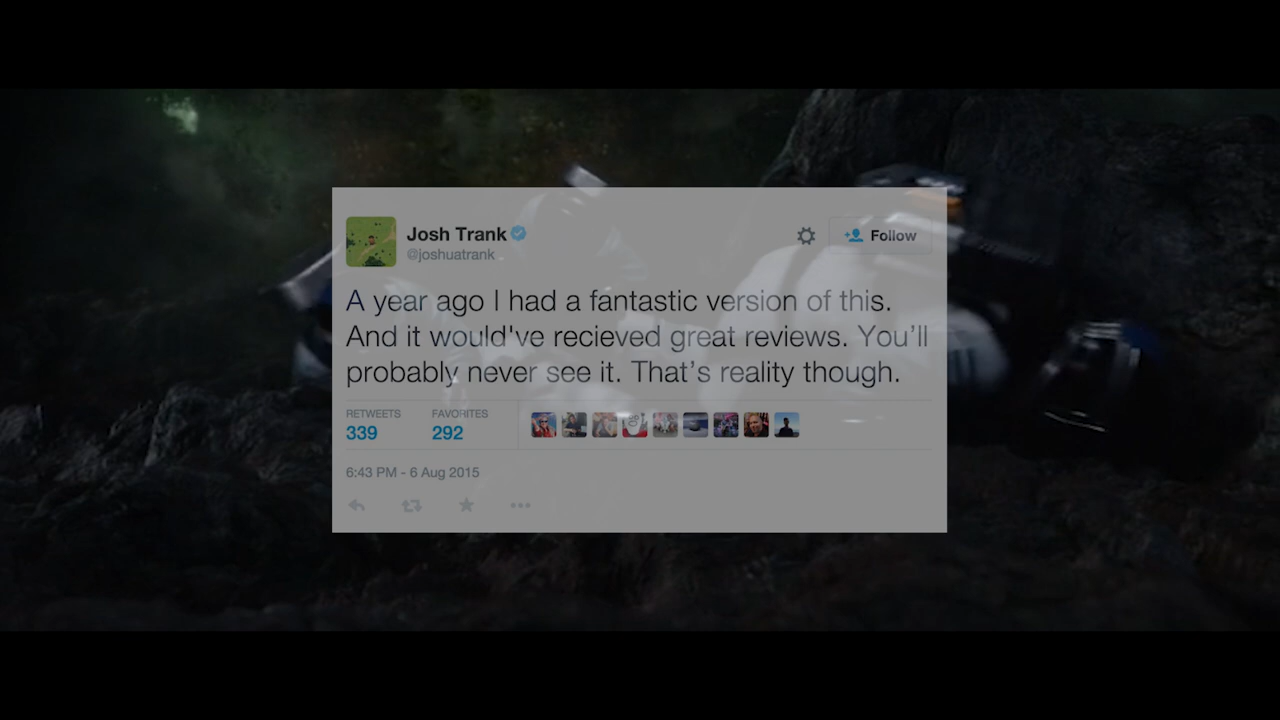 Josh Trank
@joshuatrank
Follow
A year ago I had a fantastic version of this.
And it would've recieved great reviews. You’ll
probably never see it. That’s reality though.
RETWEETS FAVORITES
339 292
6:43 PM - 6 Aug 2015